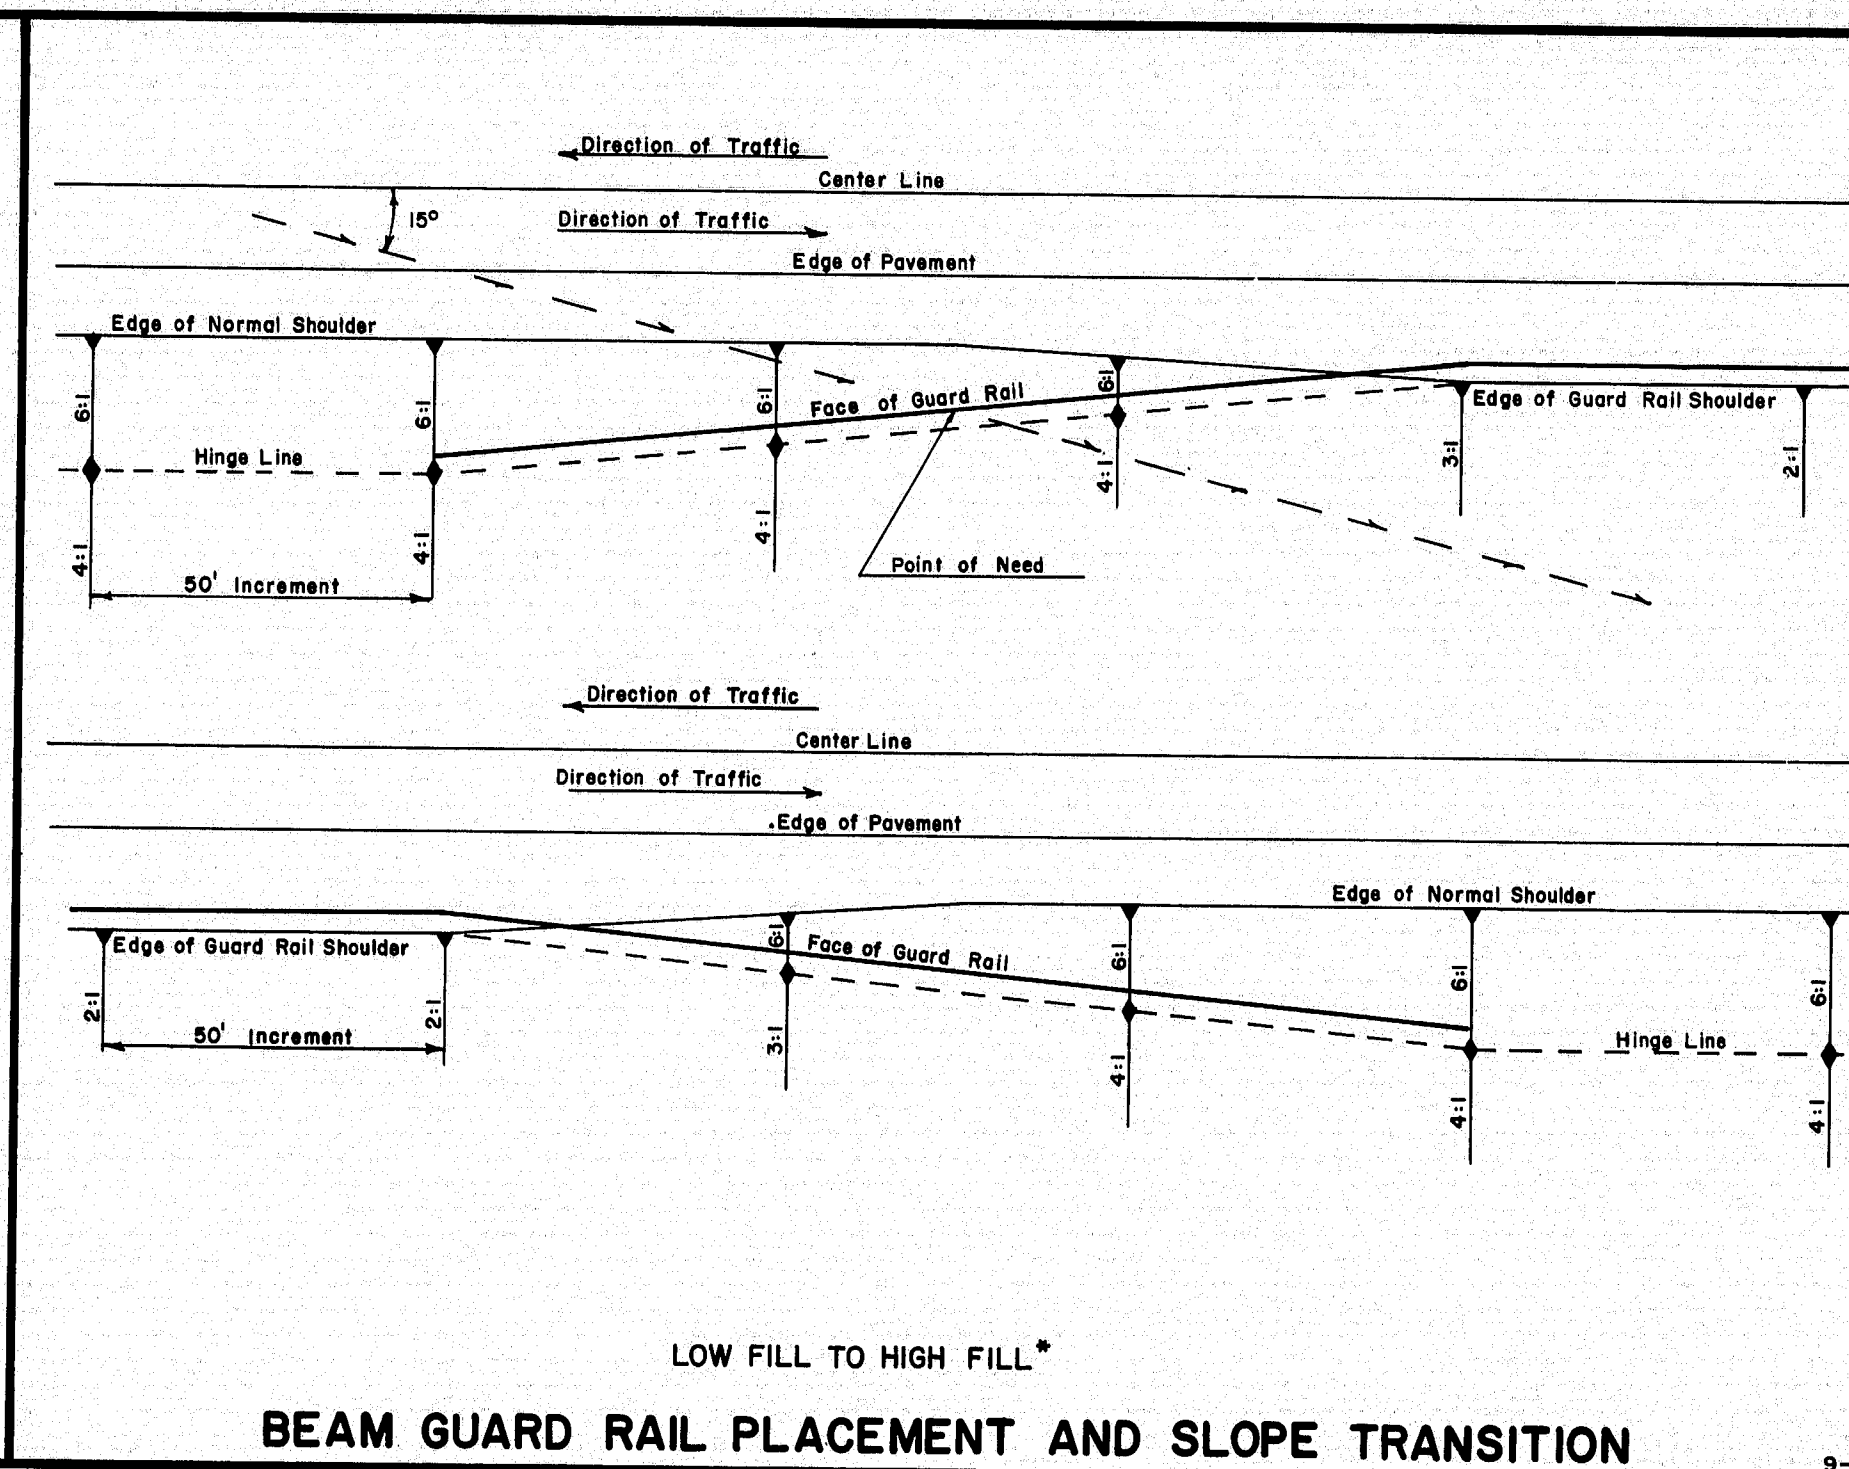 Direction of Traffic
Center Line
15°
Direction of Traffic
Edge of Pavement
Edge of Normal Shoulder
6:1
6:1
6:1
6:1
Face of Guard Rail
Edge of Guard Rail Shoulder
Hinge Line
3:1
2:1
4:1
4:1
4:1
4:1
50' Increment
Point of Need
Direction of Traffic
Center Line
Direction of Traffic
Edge of Pavement
Edge of Normal Shoulder
Edge of Guard Rail Shoulder
6:1
Face of Guard Rail
6:1
6:1
6:1
2:1
2:1
50' Increment
3:1
4:1
Hinge Line
4:1
4:1
LOW FILL TO HIGH FILL*
BEAM GUARD RAIL PLACEMENT AND SLOPE TRANSITION
9-